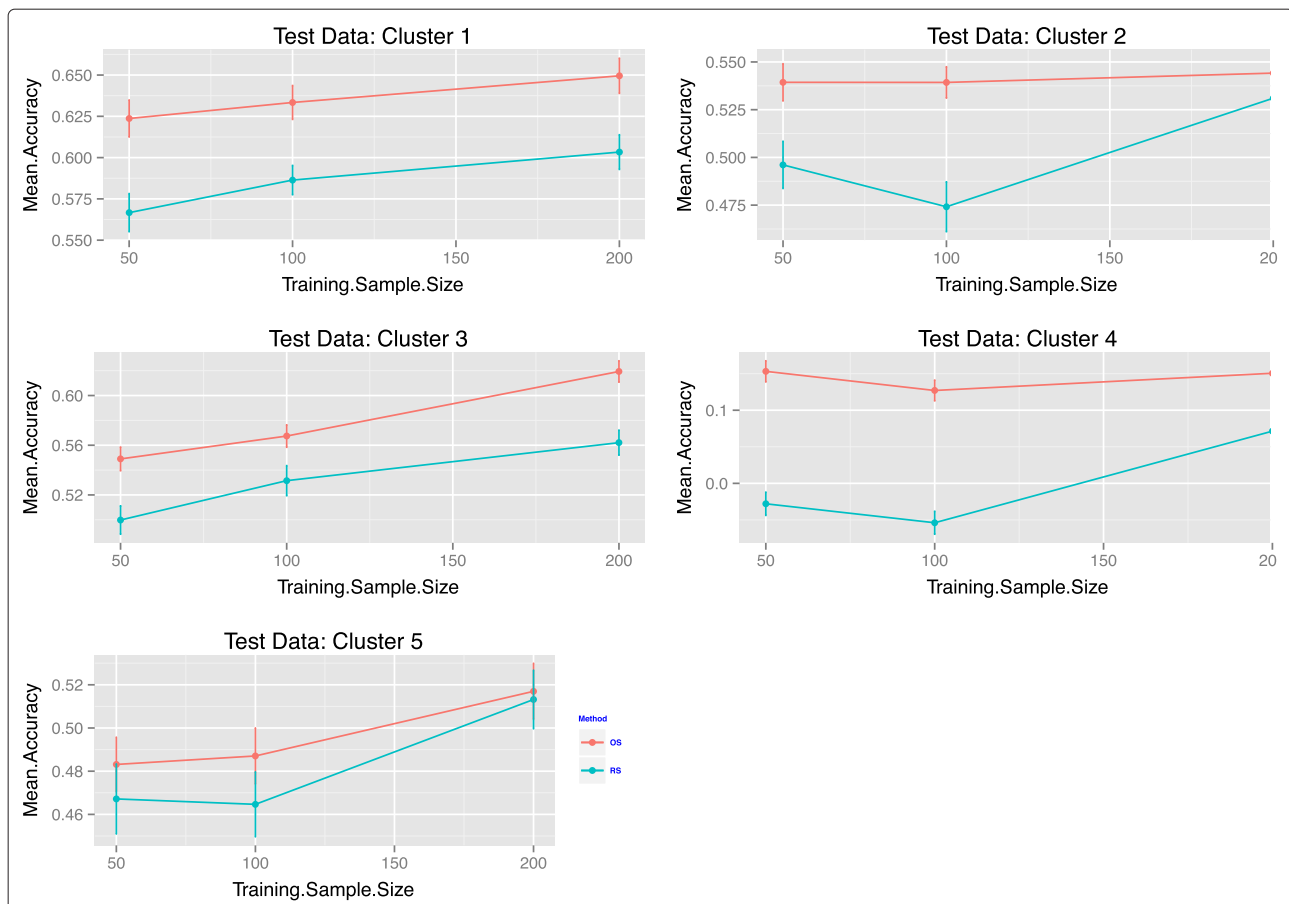 Test Data: Cluster 1
Mean.Accuracy
0.650
0.625
0.600
0.575
0.550
50 100 150 200
Training.Sample.Size
Test Data: Cluster 2
Mean.Accuracy
0.550
0.525
0.500
0.475
50 100 150 20
Training.Sample.Size
Test Data: Cluster 3
Mean.Accuracy
0.60
0.56
0.52
50 100 150 200
Training.Sample.Size
Test Data: Cluster 4
Mean.Accuracy
0.1
0.0
50 100 150 20
Training.Sample.Size
Test Data: Cluster 5
Mean.Accuracy
0.52
0.50
0.48
0.46
50 100 150 200
Training.Sample.Size
Method
OS
RS